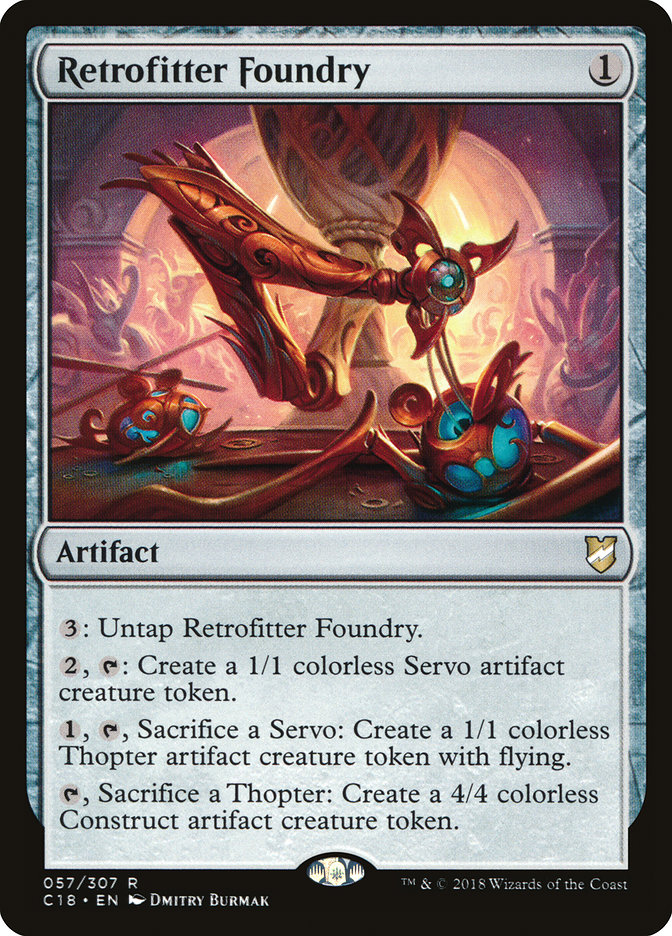 Retrofitter Foundry 1
Artifact
3: Untap Retrofitter Foundry.
2, : Create a 1/1 colorless Servo artifact
creature token.
1, , Sacrifice a Servo: Create a 1/1 colorless
Thopter artifact creature token with flying.
, Sacrifice a Thopter: Create a 4/4 colorless
Construct artifact creature token.
057/307 R
C18 • EN Dmitry Burmak
™ & © 2018 Wizards of the Coast